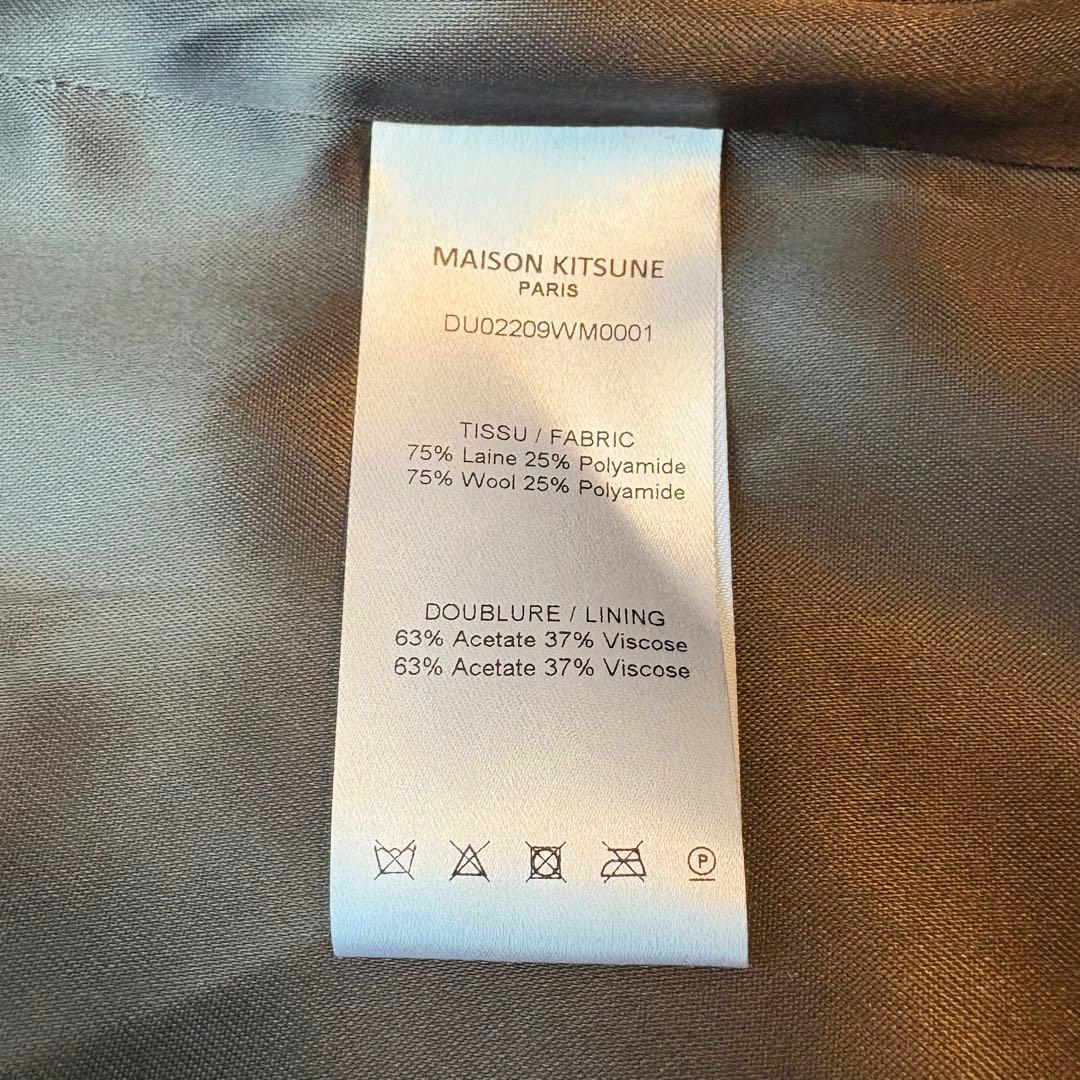 MAISON KITSUNE
PARIS
DU02209WM0001
TISSU / FABRIC
75% Laine 25% Polyamide
75% Wool 25% Polyamide
DOUBLURE / LINING
63% Acetate 37% Viscose
63% Acetate 37% Viscose
P